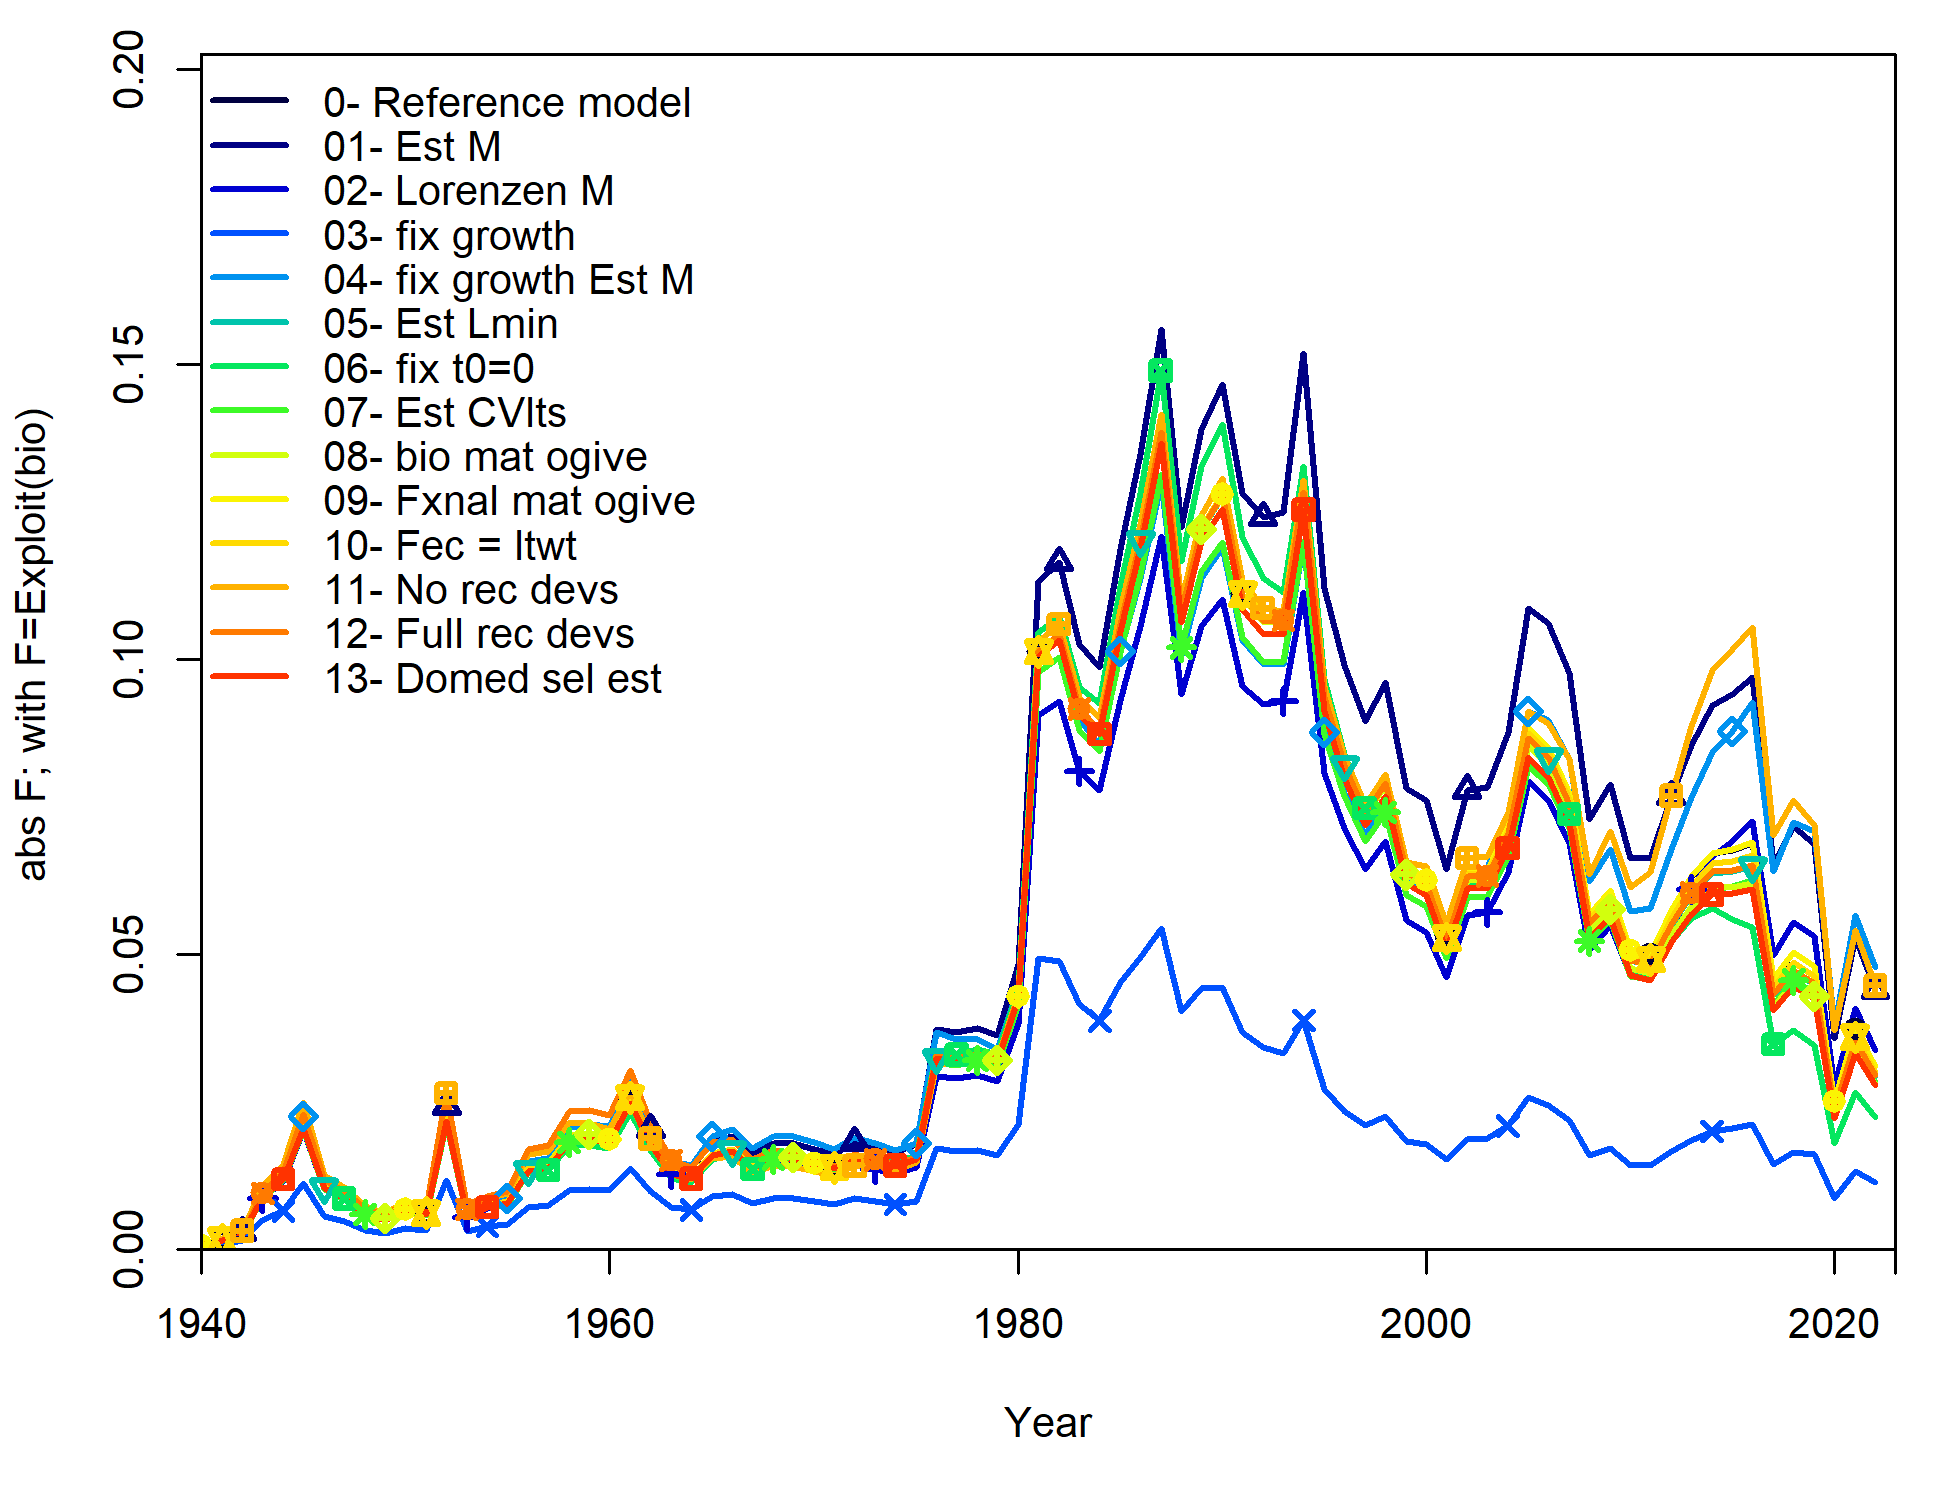 0.20
0.15
0.10
0.05
0.00
abs F; with F=Exploit(bio)
0- Reference model
01- Est M
02- Lorenzen M
03- fix growth
04- fix growth Est M
05- Est Lmin
06- fix t0=0
07- Est CVlts
08- bio mat ogive
09- Fxnal mat ogive
10- Fec = ltwt
11- No rec devs
12- Full rec devs
13- Domed sel est
1940 1960 1980 2000 2020
Year